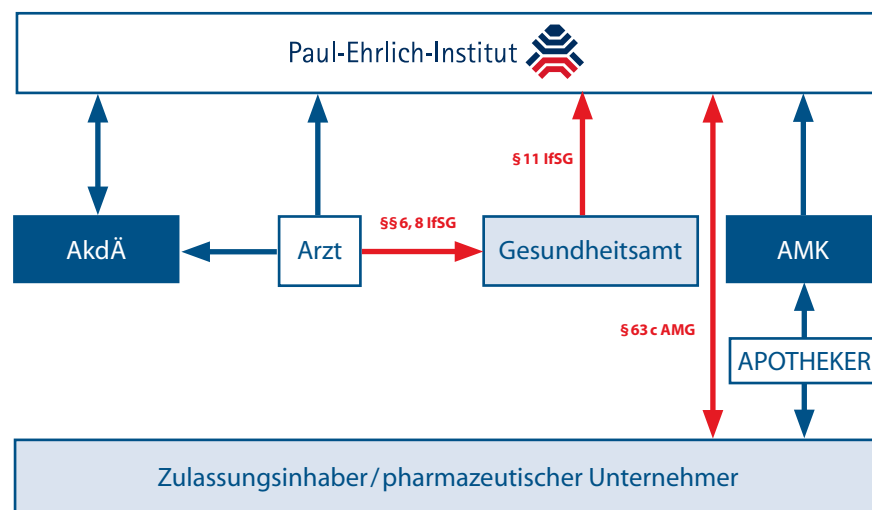 Paul-Ehrlich-Institut
§ 11 IfSG
§§ 6, 8 IfSG
AkdÄ
Arzt
Gesundheitsamt
AMK
§ 63 c AMG
APOTHEKER
Zulassungsinhaber / pharmazeutischer Unternehmer